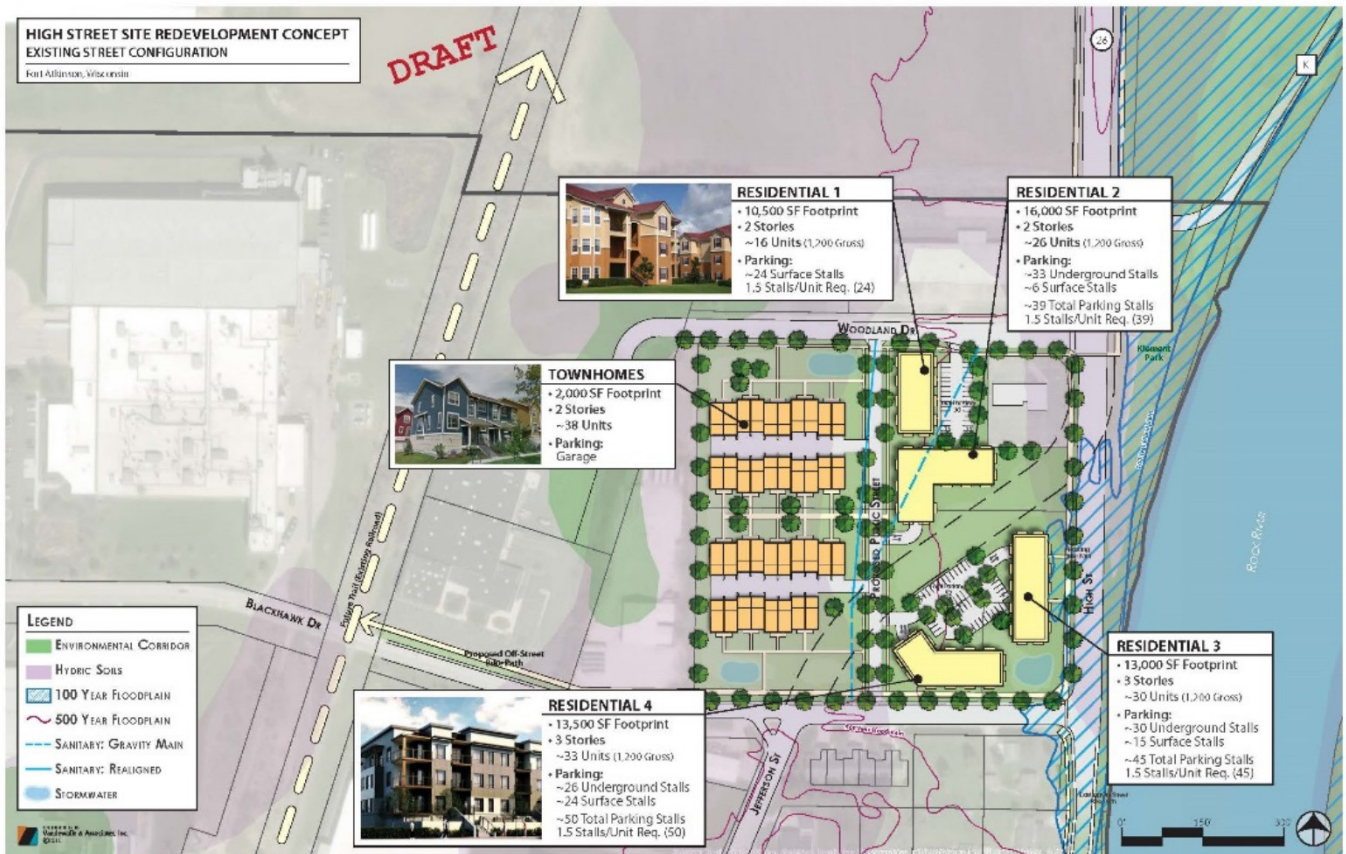 HIGH STREET SITE REDEVELOPMENT CONCEPT
EXISTING STREET CONFIGURATION
Fort Atkinson, Wisconsin
DRAFT
26
K
RESIDENTIAL 1
• 10,500 SF Footprint
• 2 Stories
~16 Units (1,200 Gross)
• Parking:
~24 Surface Stalls
1.5 Stalls/Unit Req. (24)
RESIDENTIAL 2
• 16,000 SF Footprint
• 2 Stories
~26 Units (1,200 Gross)
• Parking:
~33 Underground Stalls
~6 Surface Stalls
~39 Total Parking Stalls
1.5 Stalls/Unit Req. (39)
WOODLAND DR
Klement
Park
TOWNHOMES
• 2,000 SF Footprint
• 2 Stories
~38 Units
• Parking:
Garage
PROPOSED PUBLIC STREET
HIGH ST
ROCK RIVER
Future Trail (Existing Railroad)
BLACKHAWK DR
Proposed Off-Street
Bike Path
LEGEND
ENVIRONMENTAL CORRIDOR
HYDRIC SOILS
100 YEAR FLOODPLAIN
500 YEAR FLOODPLAIN
SANITARY: GRAVITY MAIN
SANITARY: REALIGNED
STORMWATER
RESIDENTIAL 4
• 13,500 SF Footprint
• 3 Stories
~33 Units (1,200 Gross)
• Parking:
~26 Underground Stalls
~24 Surface Stalls
~50 Total Parking Stalls
1.5 Stalls/Unit Req. (50)
JEFFERSON ST
RESIDENTIAL 3
• 13,000 SF Footprint
• 3 Stories
~30 Units (1,200 Gross)
• Parking:
~30 Underground Stalls
~15 Surface Stalls
~45 Total Parking Stalls
1.5 Stalls/Unit Req. (45)
Vandewalle & Associates, Inc.
0'
150'
300'